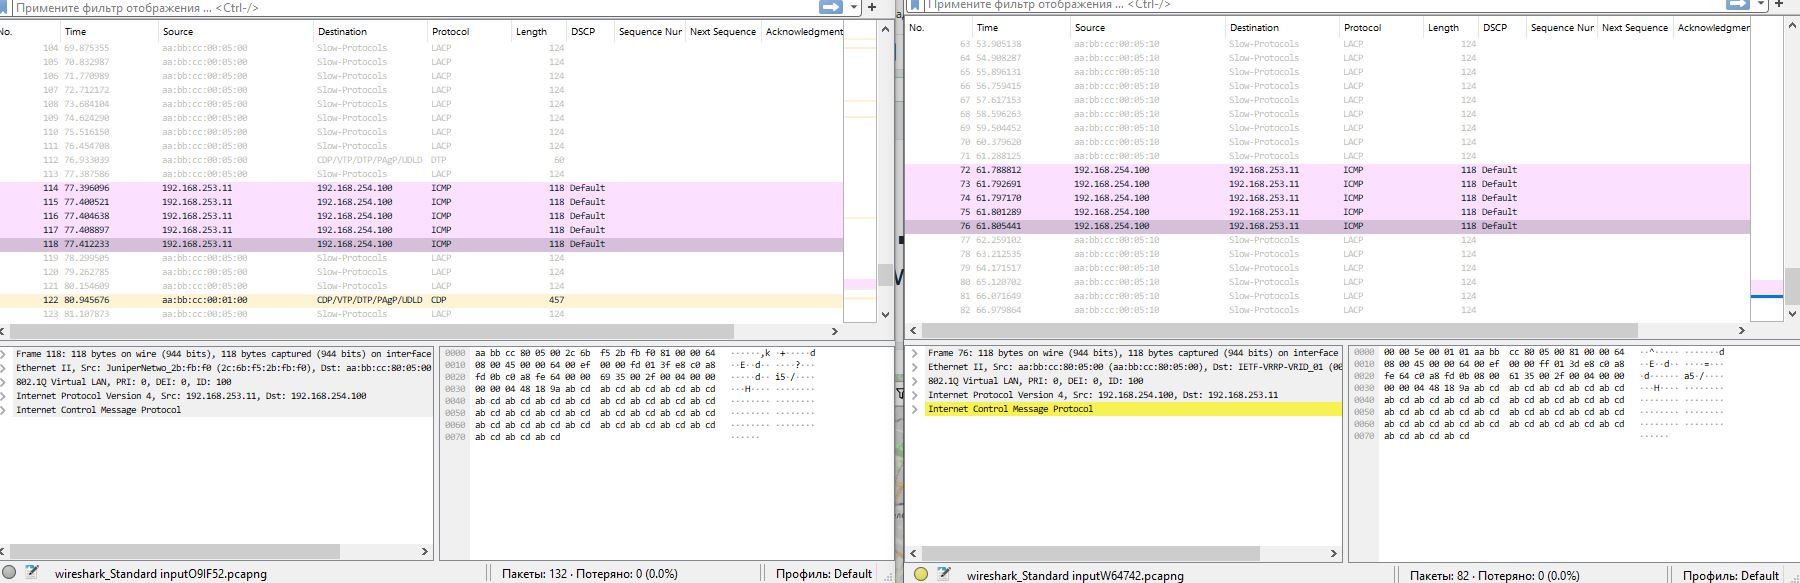 Примените фильтр отображения ... <Ctrl-/>
No. Time Source Destination Protocol Length DSCP Sequence Nur Next Sequence Acknowledgment
104 69.875355 aa:bb:cc:00:05:00 Slow-Protocols LACP 124
105 70.832987 aa:bb:cc:00:05:00 Slow-Protocols LACP 124
106 71.770989 aa:bb:cc:00:05:00 Slow-Protocols LACP 124
107 72.712172 aa:bb:cc:00:05:00 Slow-Protocols LACP 124
108 73.684104 aa:bb:cc:00:05:00 Slow-Protocols LACP 124
109 74.624290 aa:bb:cc:00:05:00 Slow-Protocols LACP 124
110 75.516150 aa:bb:cc:00:05:00 Slow-Protocols LACP 124
111 76.454708 aa:bb:cc:00:05:00 Slow-Protocols LACP 124
112 76.933039 aa:bb:cc:00:05:00 CDP/VTP/DTP/PAgP/UDLD DTP 60
113 77.387586 aa:bb:cc:00:05:00 Slow-Protocols LACP 124
114 77.396096 192.168.253.11 192.168.254.100 ICMP 118 Default
115 77.400521 192.168.253.11 192.168.254.100 ICMP 118 Default
116 77.404638 192.168.253.11 192.168.254.100 ICMP 118 Default
117 77.408897 192.168.253.11 192.168.254.100 ICMP 118 Default
118 77.412233 192.168.253.11 192.168.254.100 ICMP 118 Default
119 78.299505 aa:bb:cc:00:05:00 Slow-Protocols LACP 124
120 79.262785 aa:bb:cc:00:05:00 Slow-Protocols LACP 124
121 80.154609 aa:bb:cc:00:05:00 Slow-Protocols LACP 124
122 80.945676 aa:bb:cc:00:01:00 CDP/VTP/DTP/PAgP/UDLD CDP 457
123 81.107873 aa:bb:cc:00:05:00 Slow-Protocols LACP 124
Frame 118: 118 bytes on wire (944 bits), 118 bytes captured (944 bits) on interface
Ethernet II, Src: JuniperNetwo_2b:fb:f0 (2c:6b:f5:2b:fb:f0), Dst: aa:bb:cc:80:05:00
802.1Q Virtual LAN, PRI: 0, DEI: 0, ID: 100
Internet Protocol Version 4, Src: 192.168.253.11, Dst: 192.168.254.100
Internet Control Message Protocol
0000 aa bb cc 80 05 00 2c 6b f5 2b fb f0 81 00 00 64 ······,k ·+·····d
0010 08 00 45 00 00 64 00 ef 00 00 fd 01 3f e8 c0 a8 ··E··d·· ····?···
0020 fd 0b c0 a8 fe 64 00 00 69 35 00 2f 00 04 00 00 ·····d·· i5·/····
0030 00 00 04 48 18 9a ab cd ab cd ab cd ab cd ab cd ···H···· ········
0040 ab cd ab cd ab cd ab cd ab cd ab cd ab cd ab cd ········ ········
0050 ab cd ab cd ab cd ab cd ab cd ab cd ab cd ab cd ········ ········
0060 ab cd ab cd ab cd ab cd ab cd ab cd ab cd ab cd ········ ········
0070 ab cd ab cd ab cd ······
wireshark_Standard inputO9IF52.pcapng Пакеты: 132 · Потеряно: 0 (0.0%) Профиль: Default
Примените фильтр отображения ... <Ctrl-/>
No. Time Source Destination Protocol Length DSCP Sequence Nur Next Sequence Acknowledgmer
63 53.905138 aa:bb:cc:00:05:10 Slow-Protocols LACP 124
64 54.908287 aa:bb:cc:00:05:10 Slow-Protocols LACP 124
65 55.896131 aa:bb:cc:00:05:10 Slow-Protocols LACP 124
66 56.759415 aa:bb:cc:00:05:10 Slow-Protocols LACP 124
67 57.617153 aa:bb:cc:00:05:10 Slow-Protocols LACP 124
68 58.596263 aa:bb:cc:00:05:10 Slow-Protocols LACP 124
69 59.504452 aa:bb:cc:00:05:10 Slow-Protocols LACP 124
70 60.379620 aa:bb:cc:00:05:10 Slow-Protocols LACP 124
71 61.288125 aa:bb:cc:00:05:10 Slow-Protocols LACP 124
72 61.788812 192.168.254.100 192.168.253.11 ICMP 118 Default
73 61.792691 192.168.254.100 192.168.253.11 ICMP 118 Default
74 61.797170 192.168.254.100 192.168.253.11 ICMP 118 Default
75 61.801289 192.168.254.100 192.168.253.11 ICMP 118 Default
76 61.805441 192.168.254.100 192.168.253.11 ICMP 118 Default
77 62.259102 aa:bb:cc:00:05:10 Slow-Protocols LACP 124
78 63.212535 aa:bb:cc:00:05:10 Slow-Protocols LACP 124
79 64.171517 aa:bb:cc:00:05:10 Slow-Protocols LACP 124
80 65.120702 aa:bb:cc:00:05:10 Slow-Protocols LACP 124
81 66.071649 aa:bb:cc:00:05:10 Slow-Protocols LACP 124
82 66.979864 aa:bb:cc:00:05:10 Slow-Protocols LACP 124
Frame 76: 118 bytes on wire (944 bits), 118 bytes captured (944 bits) on interface
Ethernet II, Src: aa:bb:cc:80:05:00 (aa:bb:cc:80:05:00), Dst: IETF-VRRP-VRID_01 (00
802.1Q Virtual LAN, PRI: 0, DEI: 0, ID: 100
Internet Protocol Version 4, Src: 192.168.254.100, Dst: 192.168.253.11
Internet Control Message Protocol
0000 00 00 5e 00 01 01 aa bb cc 80 05 00 81 00 00 64 ··^····· ·······d
0010 08 00 45 00 00 64 00 ef 00 00 ff 01 3d e8 c0 a8 ··E··d·· ····=···
0020 fe 64 c0 a8 fd 0b 08 00 61 35 00 2f 00 04 00 00 ·d······ a5·/····
0030 00 00 04 48 18 9a ab cd ab cd ab cd ab cd ab cd ···H···· ········
0040 ab cd ab cd ab cd ab cd ab cd ab cd ab cd ab cd ········ ········
0050 ab cd ab cd ab cd ab cd ab cd ab cd ab cd ab cd ········ ········
0060 ab cd ab cd ab cd ab cd ab cd ab cd ab cd ab cd ········ ········
0070 ab cd ab cd ab cd ······
wireshark_Standard inputW64742.pcapng Пакеты: 82 · Потеряно: 0 (0.0%) Профиль: Default